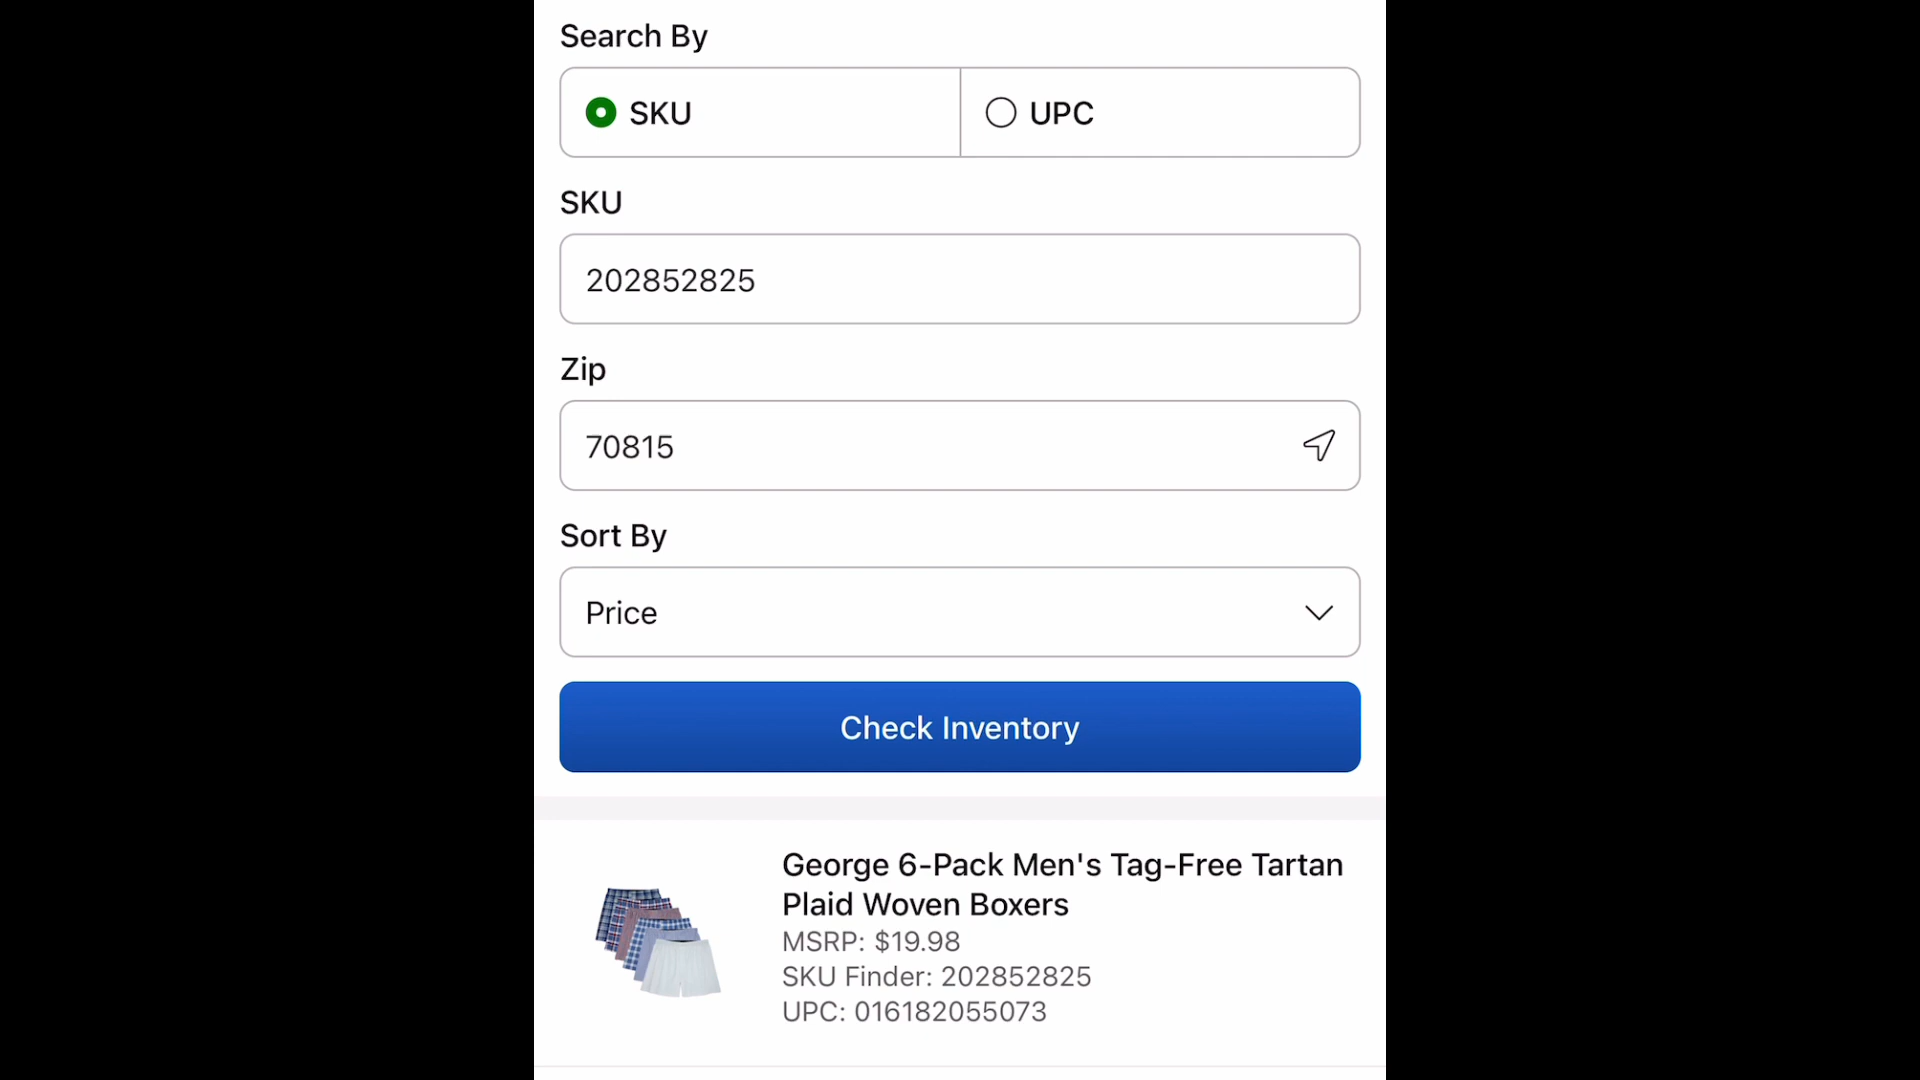 Search By
SKU
UPC
SKU
202852825
Zip
70815
Sort By
Price
Check Inventory
George 6-Pack Men's Tag-Free Tartan
Plaid Woven Boxers
MSRP: $19.98
SKU Finder: 202852825
UPC: 016182055073